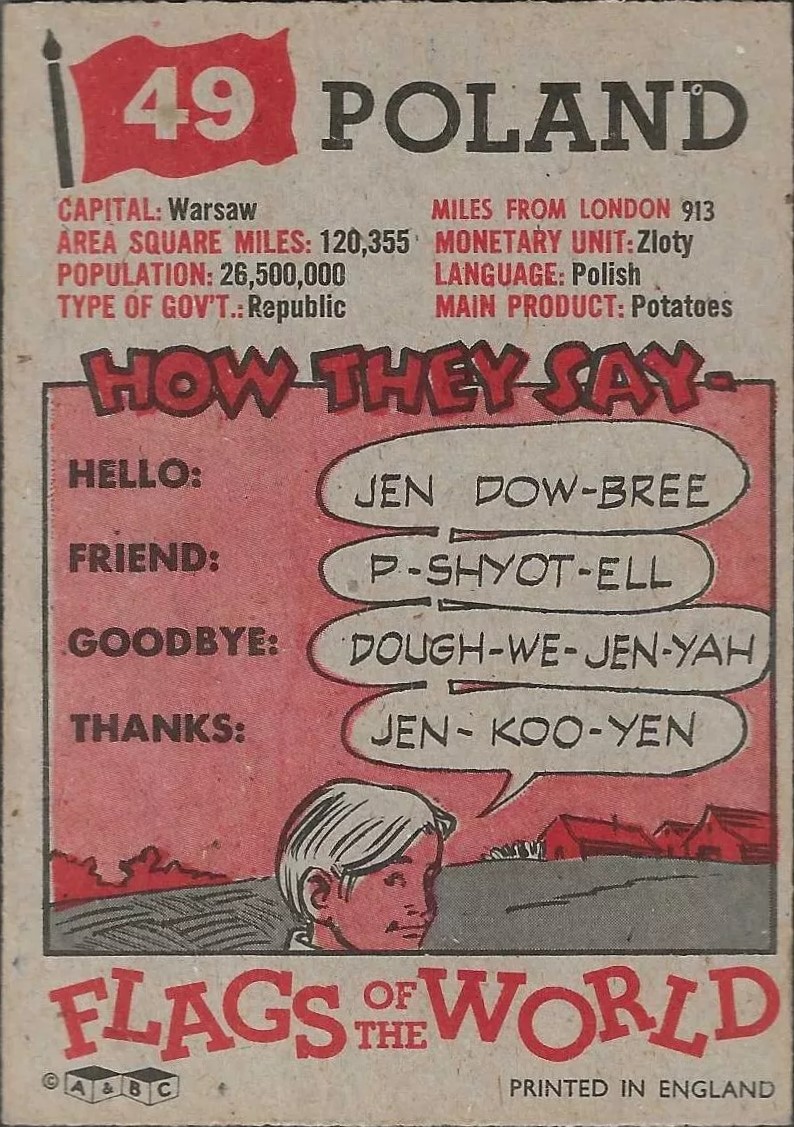 49 POLAND
CAPITAL: Warsaw MILES FROM LONDON 913
AREA SQUARE MILES: 120,355 MONETARY UNIT: Zloty
POPULATION: 26,500,000 LANGUAGE: Polish
TYPE OF GOV'T.: Republic MAIN PRODUCT: Potatoes
HOW THEY SAY-
HELLO: JEN DOW-BREE
FRIEND: P-SHYOT-ELL
GOODBYE: DOUGH-WE-JEN-YAH
THANKS: JEN-KOO-YEN
FLAGS OF THE WORLD
© A & B C PRINTED IN ENGLAND